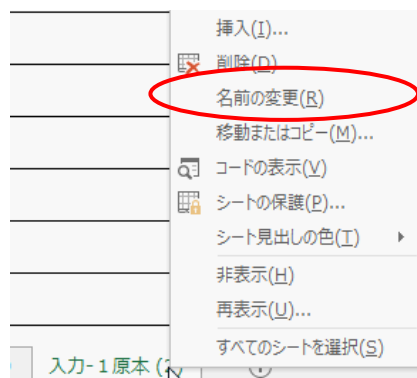 挿入(I)...
削除(D)
名前の変更(R)
移動またはコピー(M)...
コードの表示(V)
シートの保護(P)...
シート見出しの色(T)
非表示(H)
再表示(U)...
すべてのシートを選択(S)
入力-1原本 (2)